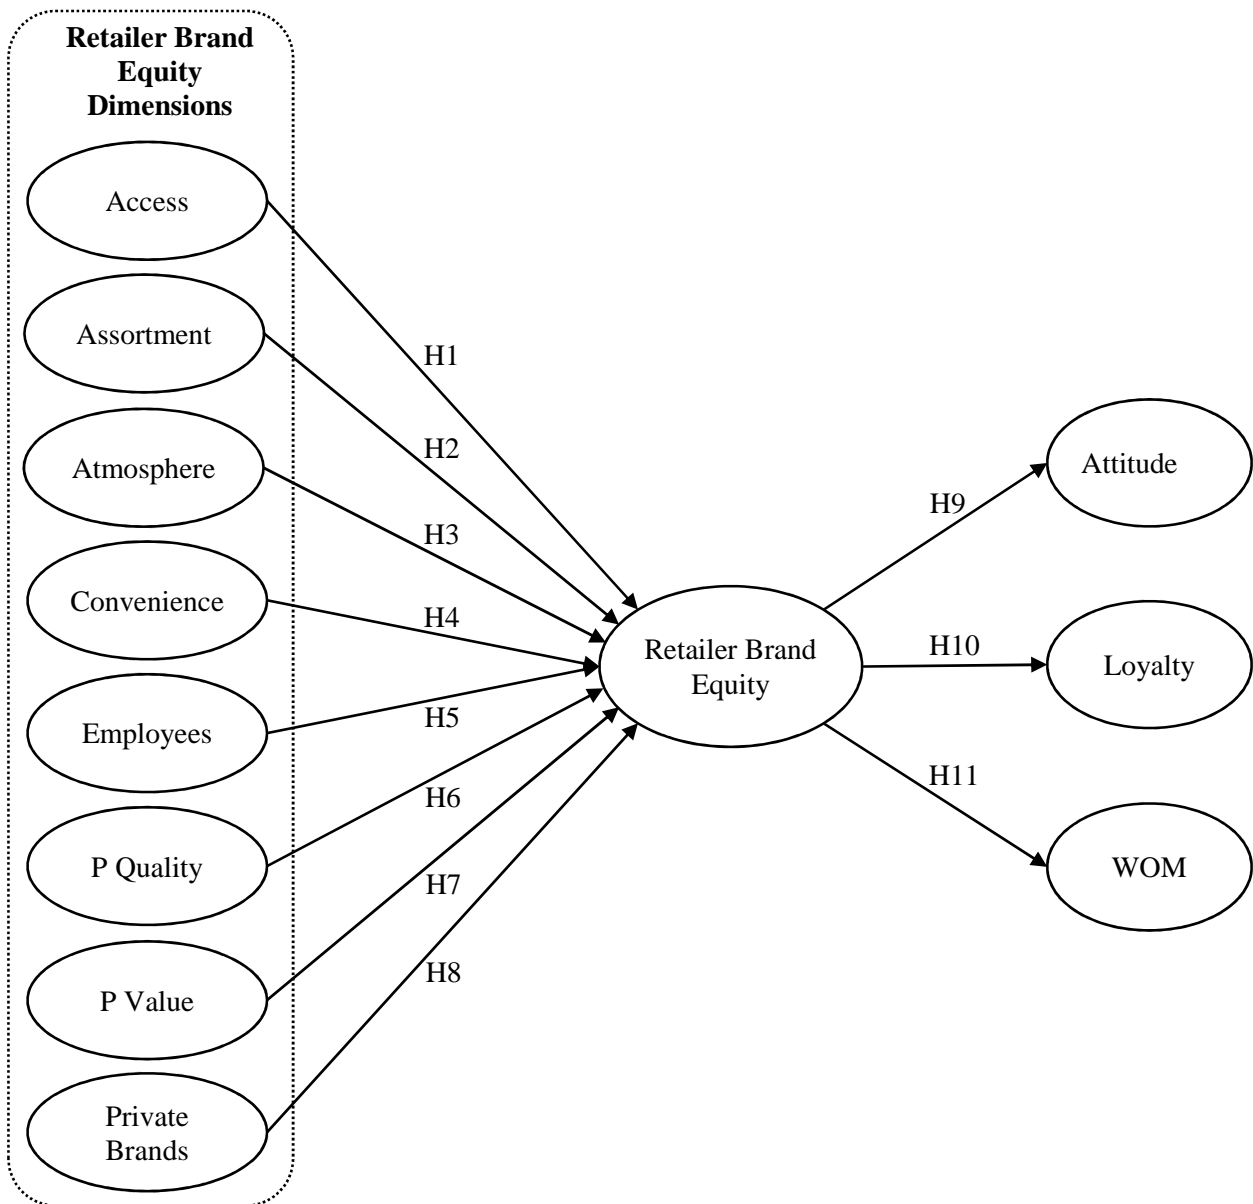 Retailer Brand
Equity
Dimensions
Access
Assortment
Atmosphere
Convenience
Employees
P Quality
P Value
Private
Brands
H1
H2
H3
H4
H5
H6
H7
H8
Retailer Brand
Equity
H9
H10
H11
Attitude
Loyalty
WOM